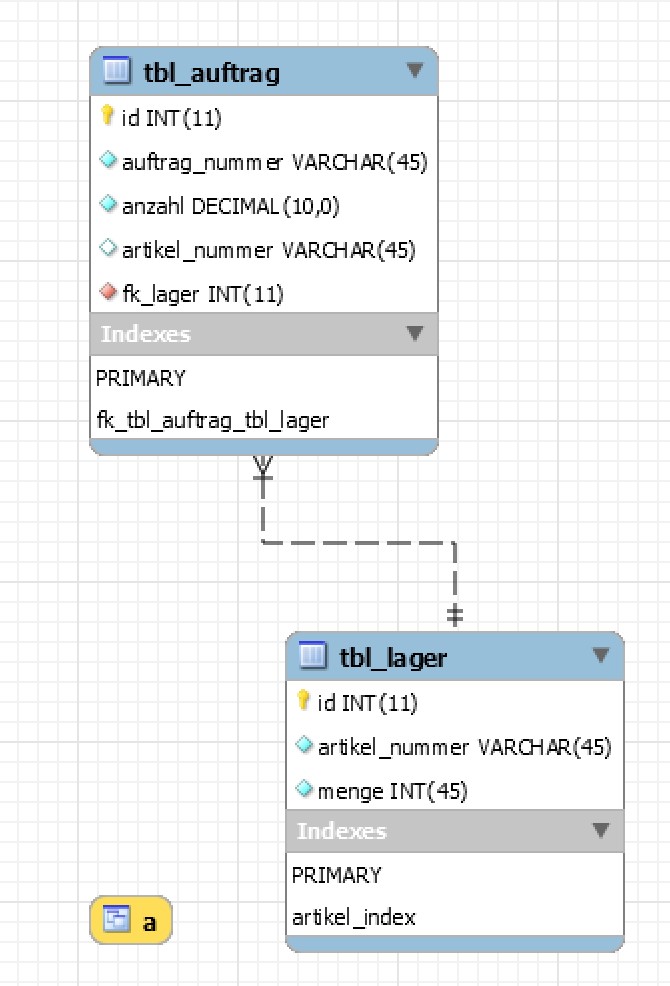 tbl_auftrag
id INT(11)
auftrag_nummer VARCHAR(45)
anzahl DECIMAL(10,0)
artikel_nummer VARCHAR(45)
fk_lager INT(11)
Indexes
PRIMARY
fk_tbl_auftrag_tbl_lager
tbl_lager
id INT(11)
artikel_nummer VARCHAR(45)
menge INT(45)
Indexes
PRIMARY
artikel_index
a